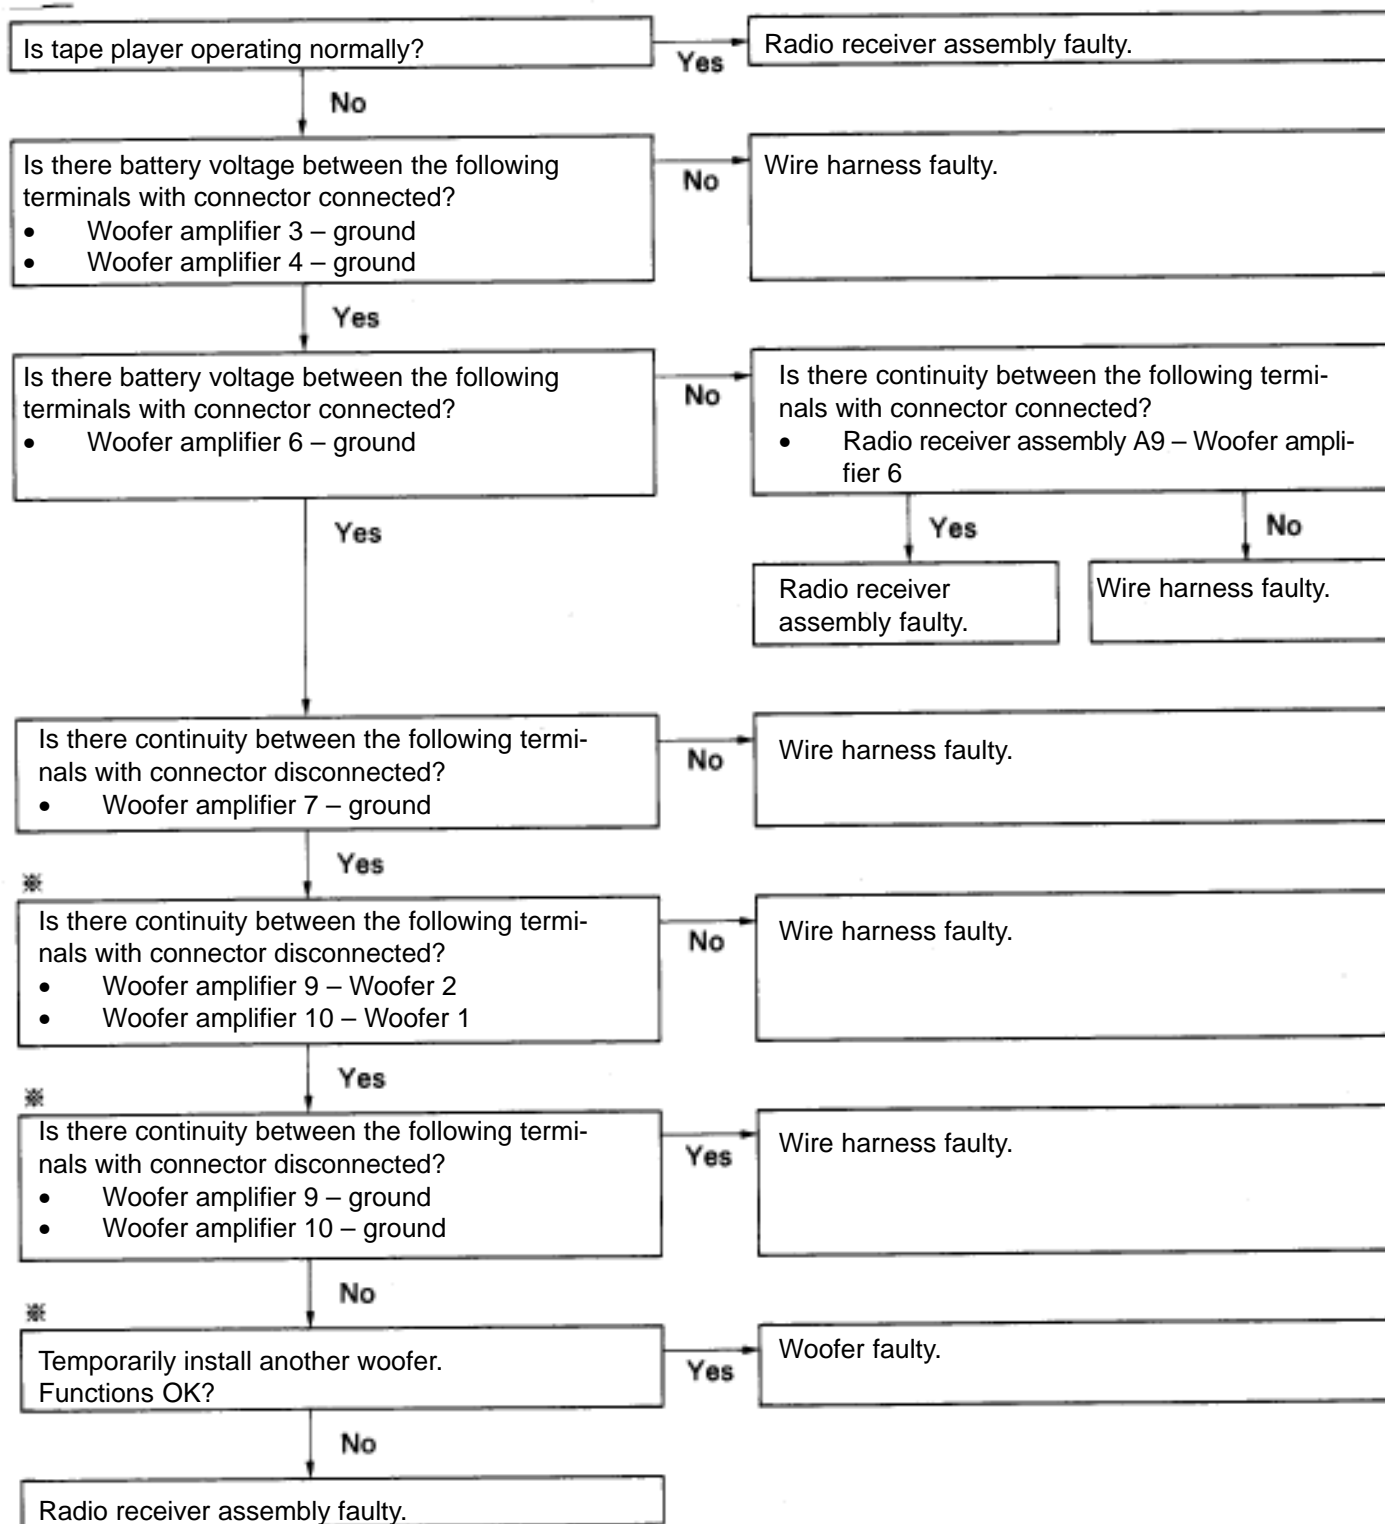 Is tape player operating normally?
Yes
Radio receiver assembly faulty.
No
Is there battery voltage between the following
terminals with connector connected?
• Woofer amplifier 3 – ground
• Woofer amplifier 4 – ground
No
Wire harness faulty.
Yes
Is there battery voltage between the following
terminals with connector connected?
• Woofer amplifier 6 – ground
No
Is there continuity between the following termi-
nals with connector connected?
• Radio receiver assembly A9 – Woofer ampli-
fier 6
Yes
No
Radio receiver
assembly faulty.
Wire harness faulty.
Yes
Is there continuity between the following termi-
nals with connector disconnected?
• Woofer amplifier 7 – ground
No
Wire harness faulty.
Yes
※
Is there continuity between the following termi-
nals with connector disconnected?
• Woofer amplifier 9 – Woofer 2
• Woofer amplifier 10 – Woofer 1
No
Wire harness faulty.
Yes
※
Is there continuity between the following termi-
nals with connector disconnected?
• Woofer amplifier 9 – ground
• Woofer amplifier 10 – ground
Yes
Wire harness faulty.
No
※
Temporarily install another woofer.
Functions OK?
Yes
Woofer faulty.
No
Radio receiver assembly faulty.